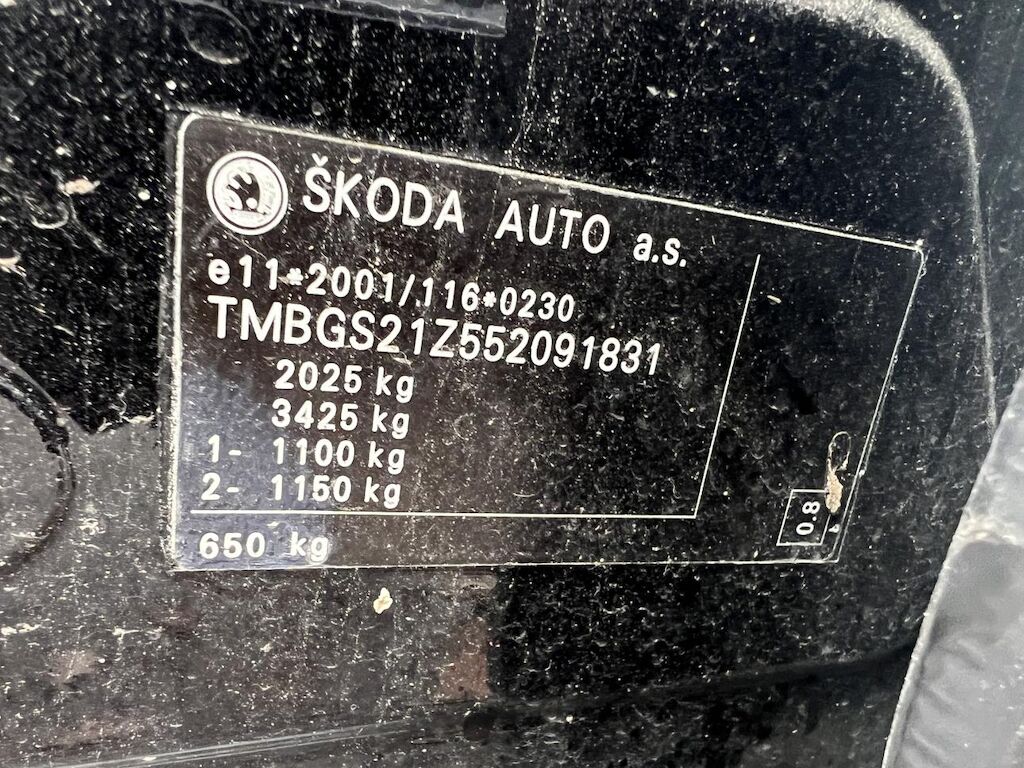 ŠKODA AUTO a.s.
e11*2001/116*0230
TMBGS21Z552091831
2025 kg
3425 kg
1- 1100 kg
2- 1150 kg
650 kg
0.8